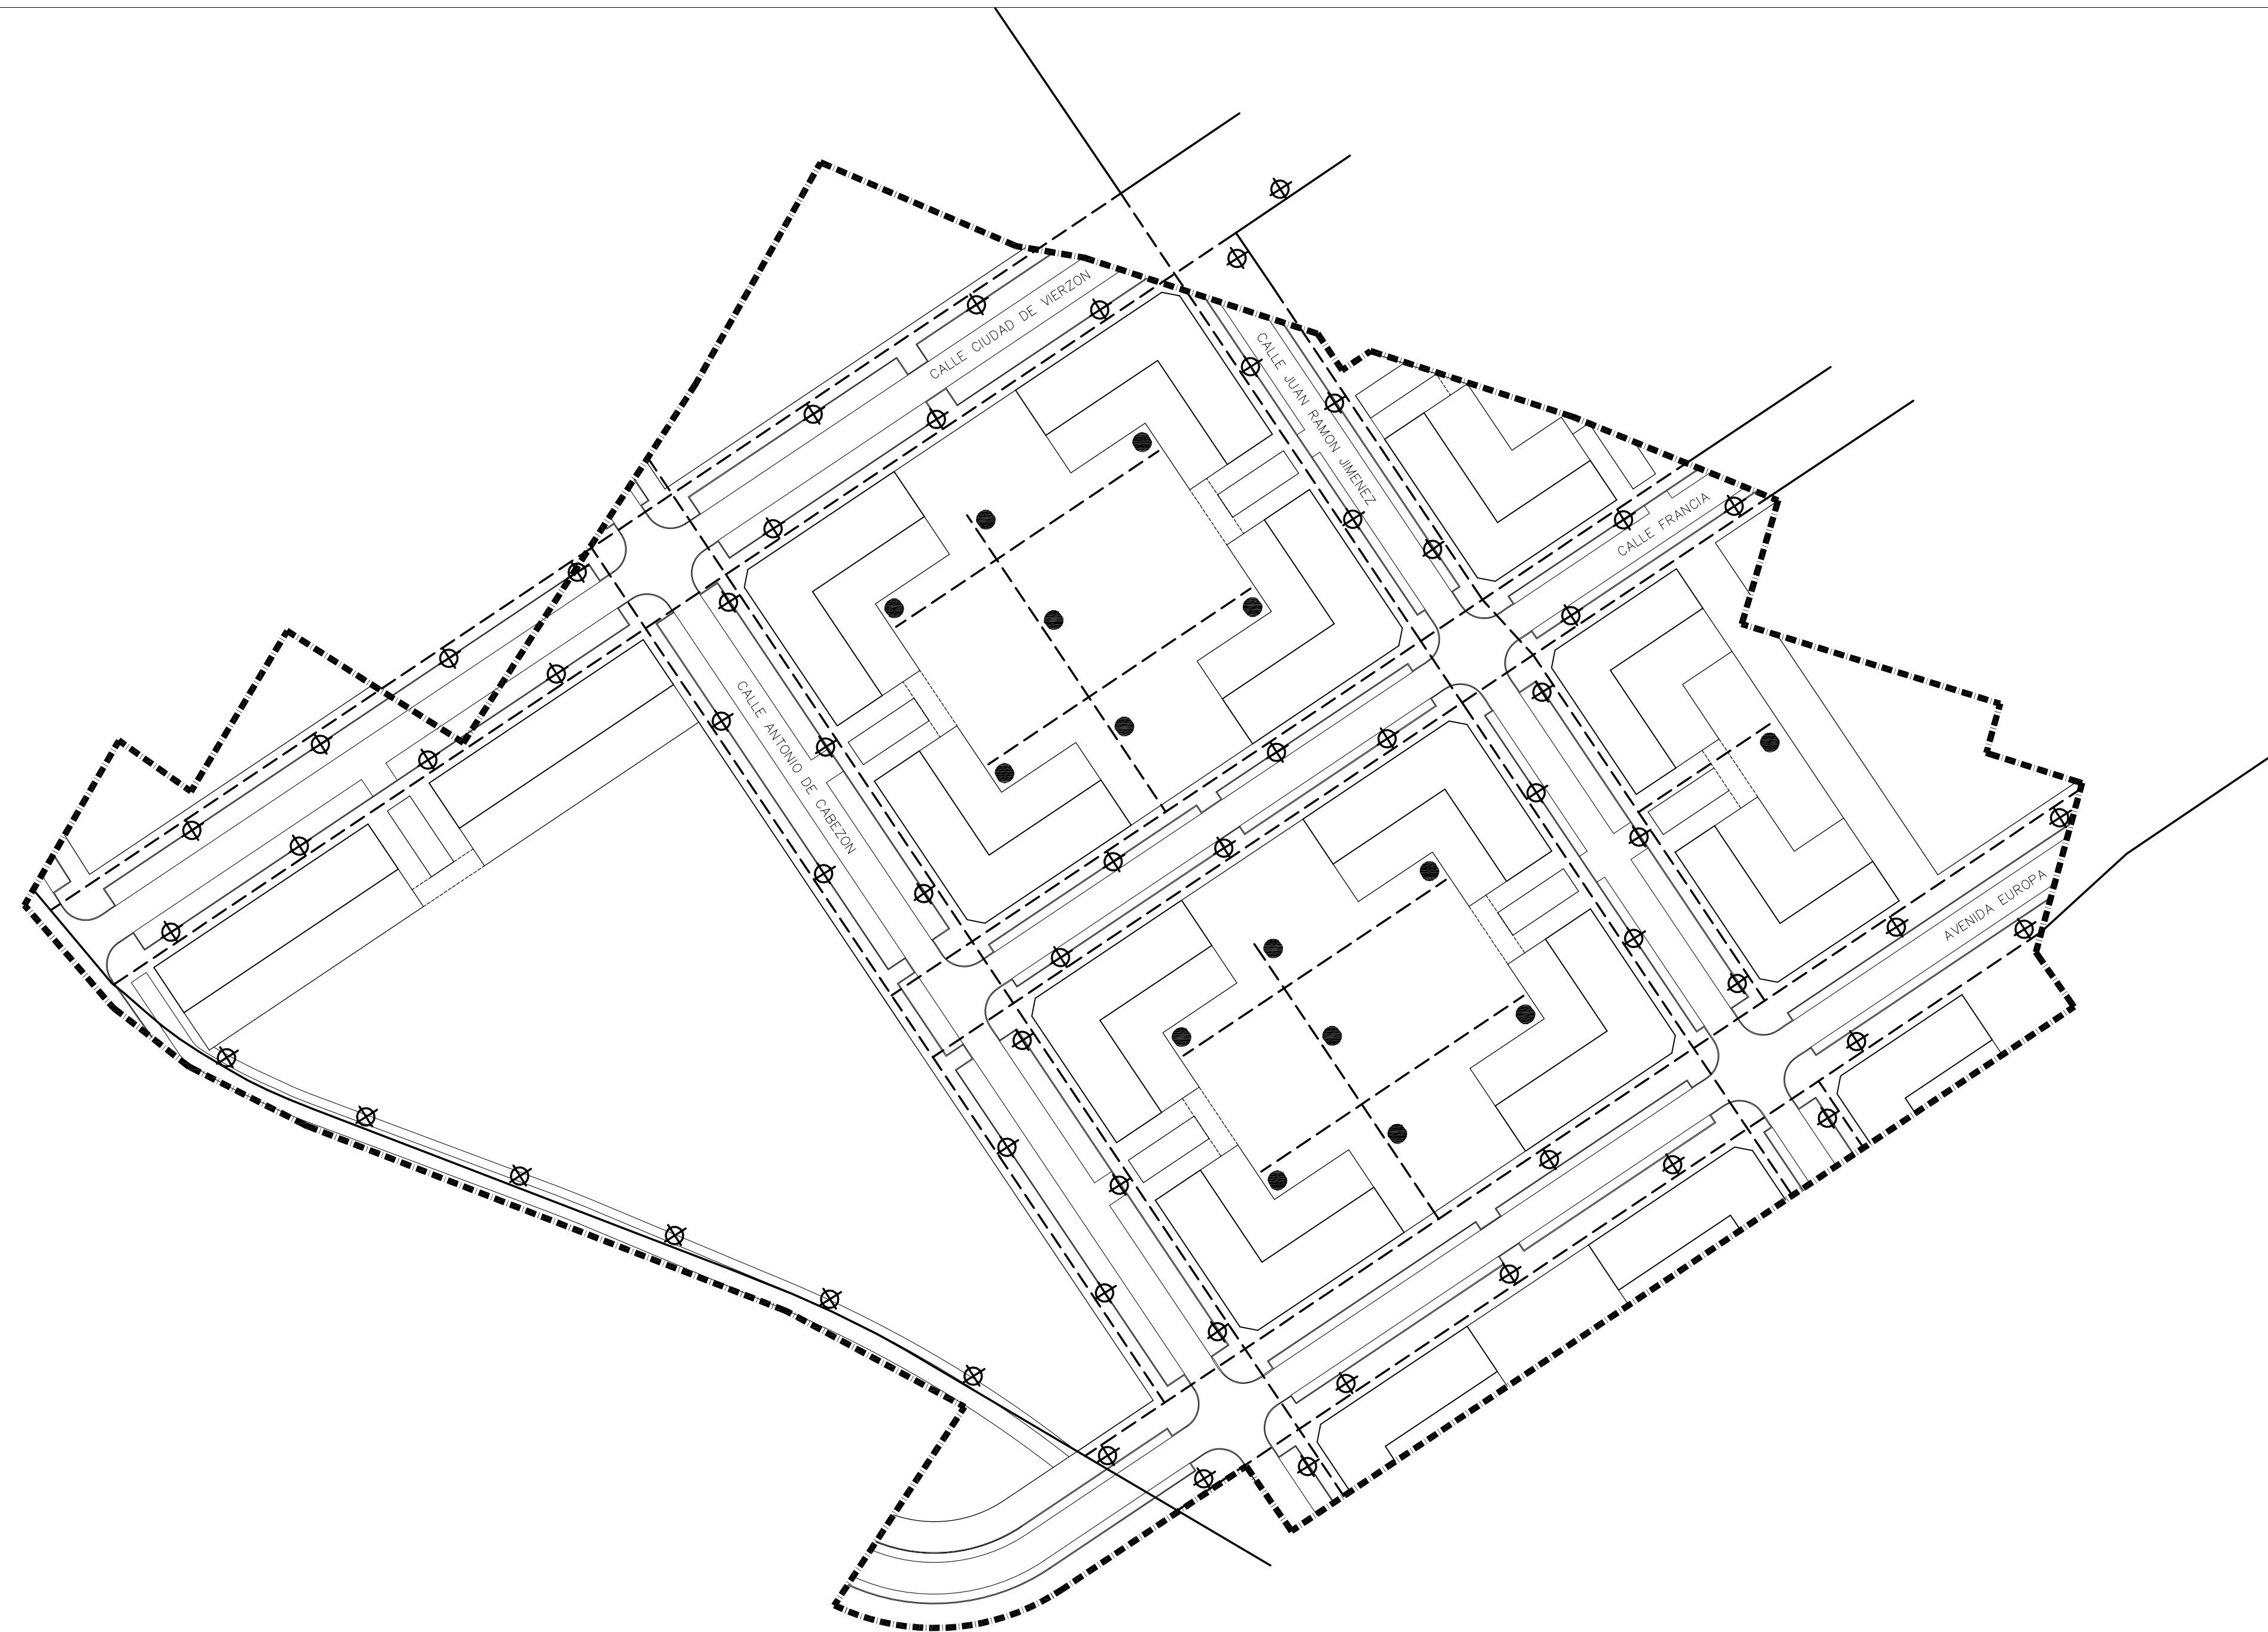 CALLE CIUDAD DE VIERZON
CALLE JUAN RAMON JIMENEZ
CALLE FRANCIA
CALLE ANTONIO DE CABEZON
AVENIDA EUROPA